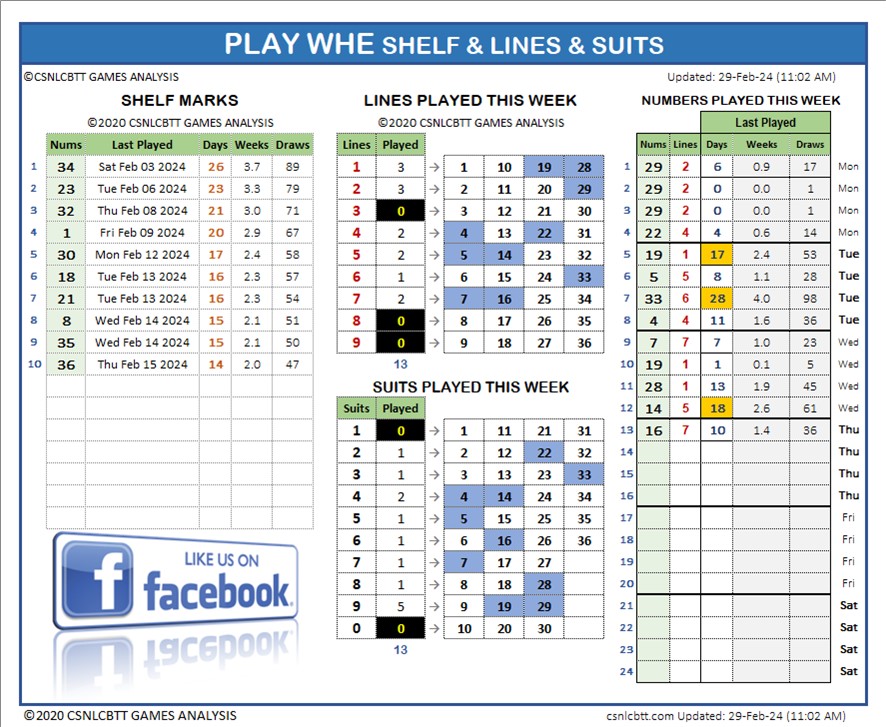 PLAY WHE SHELF & LINES & SUITS
©CSNLCBTT GAMES ANALYSIS Updated: 29-Feb-24 (11:02 AM)
SHELF MARKS
©2020 CSNLCBTT GAMES ANALYSIS
Nums Last Played Days Weeks Draws
1 34 Sat Feb 03 2024 26 3.7 89
2 23 Tue Feb 06 2024 23 3.3 79
3 32 Thu Feb 08 2024 21 3.0 71
4 1 Fri Feb 09 2024 20 2.9 67
5 30 Mon Feb 12 2024 17 2.4 58
6 18 Tue Feb 13 2024 16 2.3 57
7 21 Tue Feb 13 2024 16 2.3 54
8 8 Wed Feb 14 2024 15 2.1 51
9 35 Wed Feb 14 2024 15 2.1 50
10 36 Thu Feb 15 2024 14 2.0 47
LIKE US ON
f facebook
LINES PLAYED THIS WEEK
©2020 CSNLCBTT GAMES ANALYSIS
Lines Played
1 3 → 1 10 19 28
2 3 → 2 11 20 29
3 0 → 3 12 21 30
4 2 → 4 13 22 31
5 2 → 5 14 23 32
6 1 → 6 15 24 33
7 2 → 7 16 25 34
8 0 → 8 17 26 35
9 0 → 9 18 27 36
13
SUITS PLAYED THIS WEEK
Suits Played
1 0 → 1 11 21 31
2 1 → 2 12 22 32
3 1 → 3 13 23 33
4 2 → 4 14 24 34
5 1 → 5 15 25 35
6 1 → 6 16 26 36
7 1 → 7 17 27
8 1 → 8 18 28
9 5 → 9 19 29
0 0 → 10 20 30
13
NUMBERS PLAYED THIS WEEK
Last Played
Nums Lines Days Weeks Draws
1 29 2 6 0.9 17 Mon
2 29 2 0 0.0 1 Mon
3 29 2 0 0.0 1 Mon
4 22 4 4 0.6 14 Mon
5 19 1 17 2.4 53 Tue
6 5 5 8 1.1 28 Tue
7 33 6 28 4.0 98 Tue
8 4 4 11 1.6 36 Tue
9 7 7 7 1.0 23 Wed
10 19 1 1 0.1 5 Wed
11 28 1 13 1.9 45 Wed
12 14 5 18 2.6 61 Wed
13 16 7 10 1.4 36 Thu
14 Thu
15 Thu
16 Thu
17 Fri
18 Fri
19 Fri
20 Fri
21 Sat
22 Sat
23 Sat
24 Sat
©2020 CSNLCBTT GAMES ANALYSIS csnlcbtt.com Updated: 29-Feb-24 (11:02 AM)